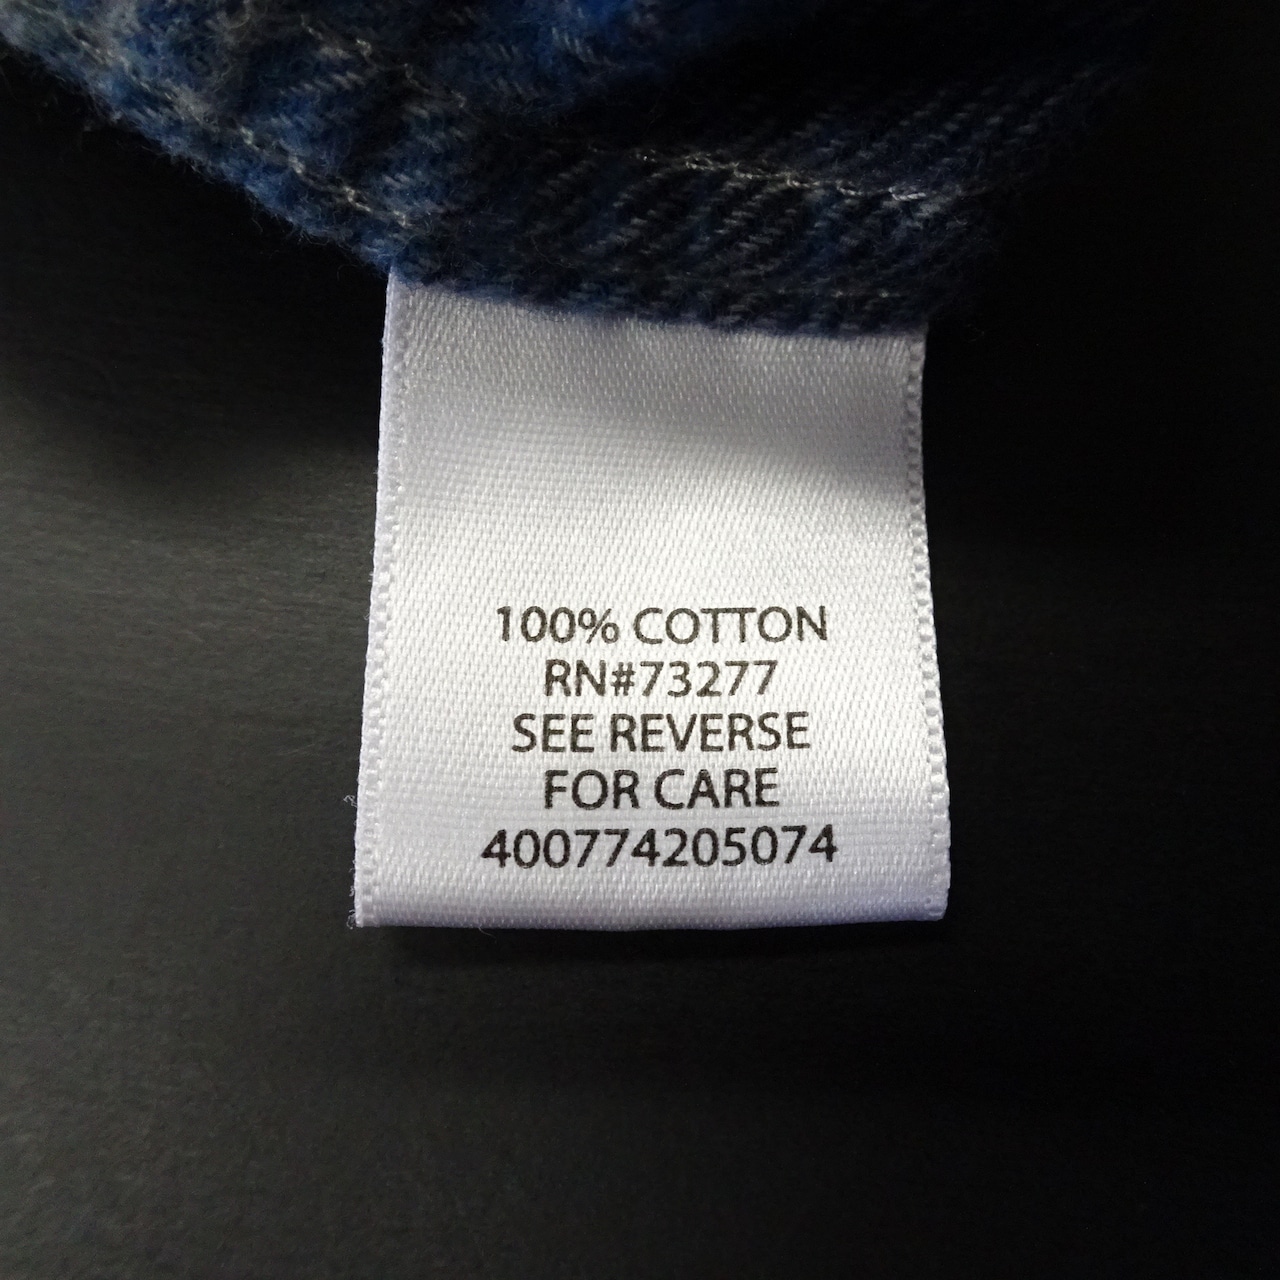 100% COTTON
RN#73277
SEE REVERSE
FOR CARE
400774205074